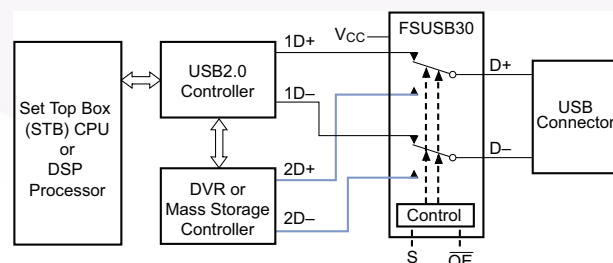 Set Top Box
(STB) CPU
or
DSP
Processor
USB2.0
Controller
DVR or
Mass Storage
Controller
1D+
1D–
2D+
2D–
VCC
FSUSB30
Control
S
OE
D+
D–
USB
Connector